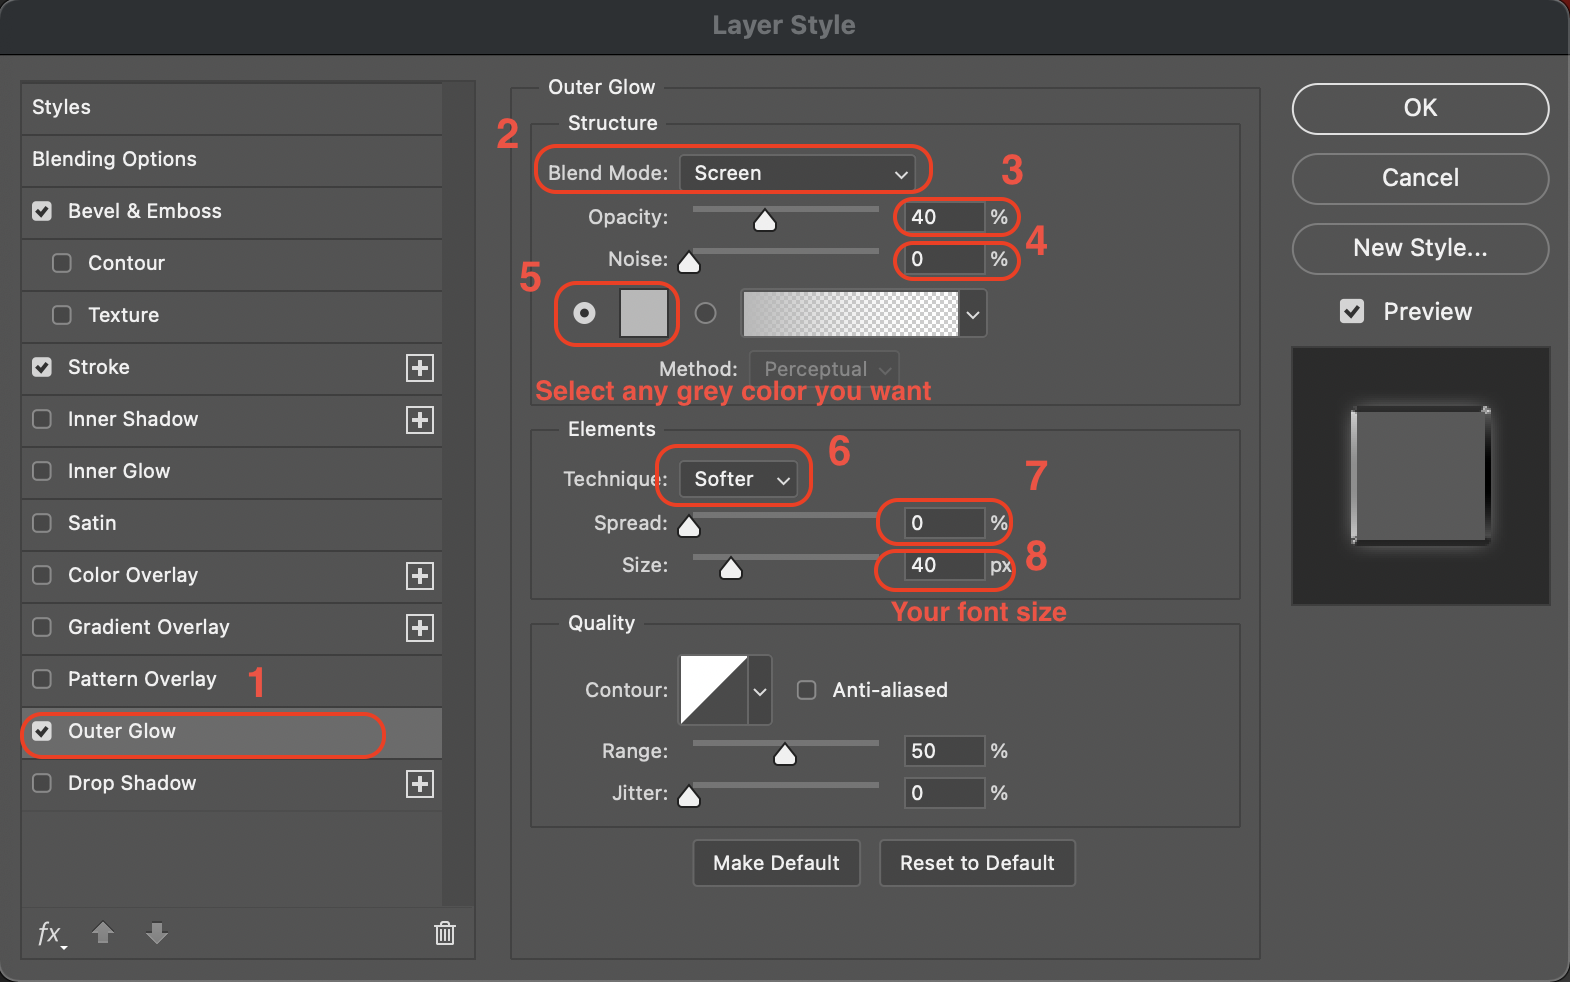 Layer Style
Styles
Blending Options
Bevel & Emboss
Contour
Texture
Stroke
Inner Shadow
Inner Glow
Satin
Color Overlay
Gradient Overlay
Pattern Overlay
1
Outer Glow
Drop Shadow
fx
Outer Glow
Structure
2
Blend Mode: Screen
3
Opacity: 40 %
4
Noise: 0 %
5
Method: Perceptual
Select any grey color you want
Elements
6
Technique: Softer
7
Spread: 0 %
8
Size: 40 px
Your font size
Quality
Contour: Anti-aliased
Range: 50 %
Jitter: 0 %
Make Default Reset to Default
OK
Cancel
New Style...
Preview